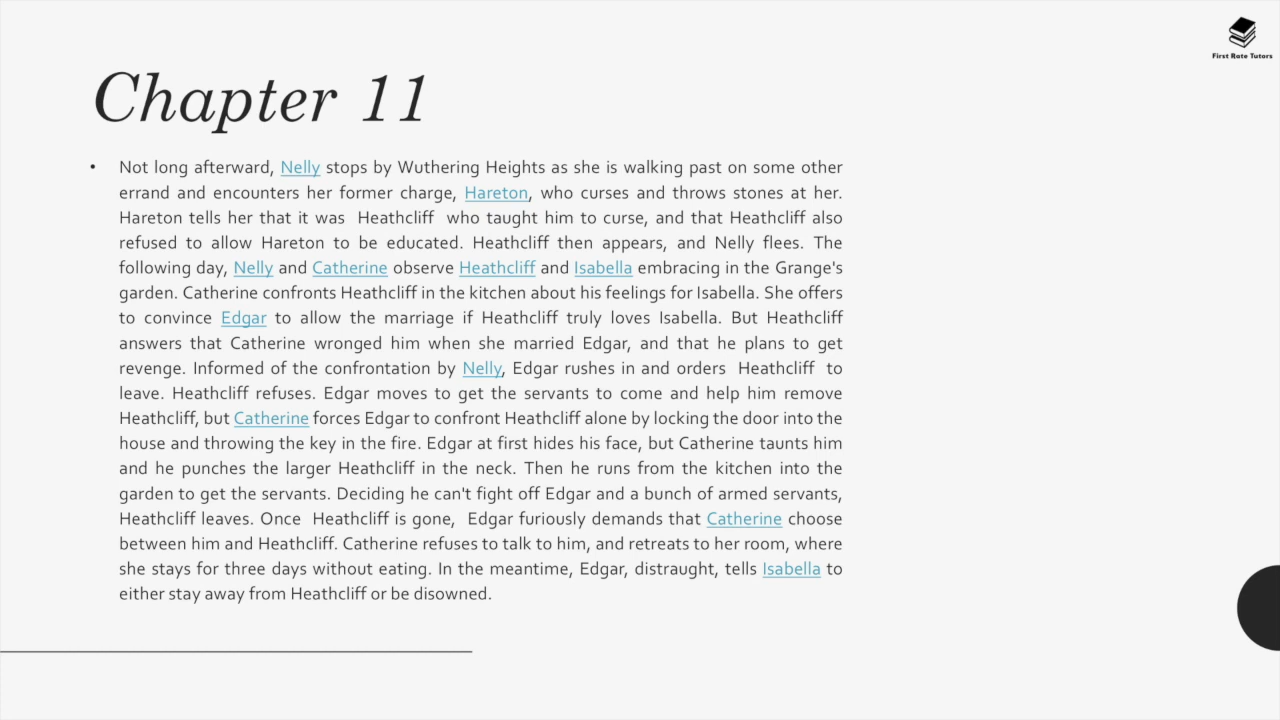 First Rate Tutors
Chapter 11
• Not long afterward, Nelly stops by Wuthering Heights as she is walking past on some other
errand and encounters her former charge, Hareton, who curses and throws stones at her.
Hareton tells her that it was  Heathcliff  who taught him to curse, and that Heathcliff also
refused to allow Hareton to be educated. Heathcliff then appears, and Nelly flees. The
following day, Nelly and Catherine observe Heathcliff and Isabella embracing in the Grange's
garden. Catherine confronts Heathcliff in the kitchen about his feelings for Isabella. She offers
to convince Edgar to allow the marriage if Heathcliff truly loves Isabella. But Heathcliff
answers that Catherine wronged him when she married Edgar, and that he plans to get
revenge. Informed of the confrontation by Nelly, Edgar rushes in and orders  Heathcliff  to
leave. Heathcliff refuses. Edgar moves to get the servants to come and help him remove
Heathcliff, but Catherine forces Edgar to confront Heathcliff alone by locking the door into the
house and throwing the key in the fire. Edgar at first hides his face, but Catherine taunts him
and he punches the larger Heathcliff in the neck. Then he runs from the kitchen into the
garden to get the servants. Deciding he can't fight off Edgar and a bunch of armed servants,
Heathcliff leaves. Once  Heathcliff is gone,  Edgar furiously demands that Catherine choose
between him and Heathcliff. Catherine refuses to talk to him, and retreats to her room, where
she stays for three days without eating. In the meantime, Edgar, distraught, tells Isabella to
either stay away from Heathcliff or be disowned.